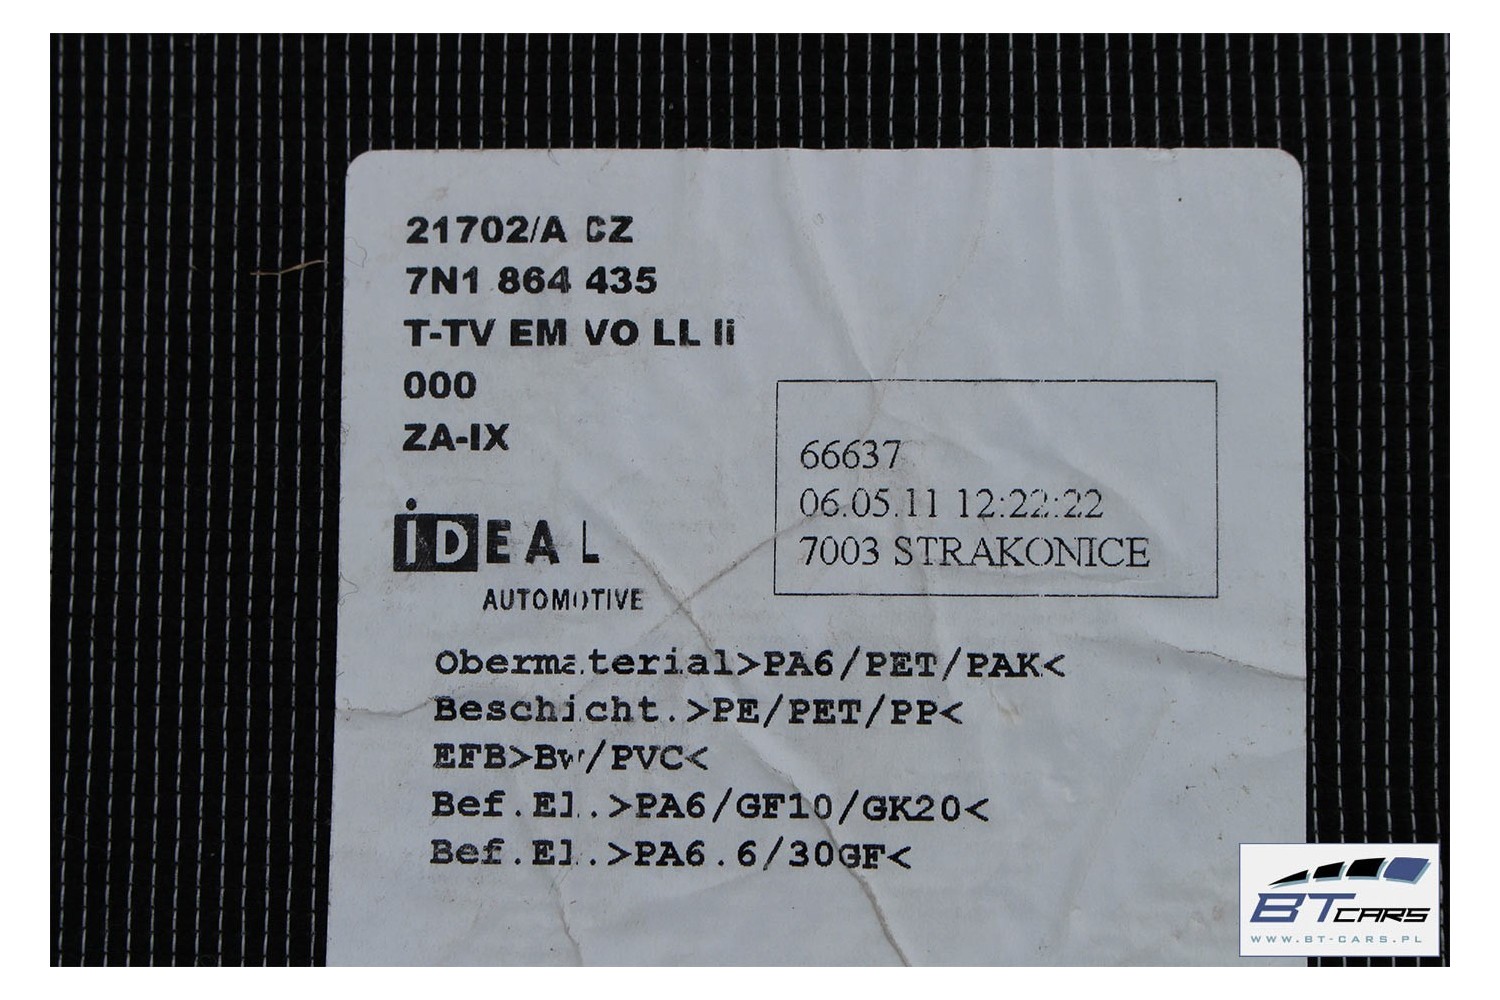 21702/A CZ
7N1 864 435
T-TV EM VO LL li
000
ZA-IX
66637
06.05.11 12:22:22
7003 STRAKONICE
iDEAL
AUTOMOTIVE
Obermaterial>PA6/PET/PAK<
Beschicht.>PE/PET/PP<
EFB>Bw/PVC<
Bef.El.>PA6/GF10/GK20<
Bef.El.>PA6.6/30GF<
BTCARS
WWW.BT-CARS.PL